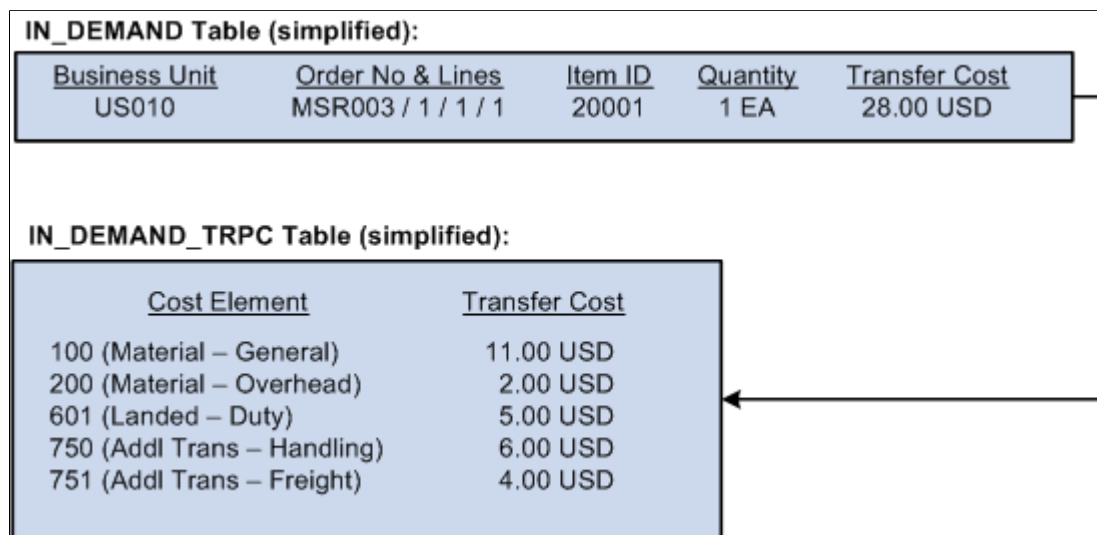 IN_DEMAND Table (simplified):
Business Unit Order No & Lines Item ID Quantity Transfer Cost
US010 MSR003 / 1 / 1 / 1 20001 1 EA 28.00 USD
IN_DEMAND_TRPC Table (simplified):
Cost Element Transfer Cost
100 (Material – General) 11.00 USD
200 (Material – Overhead) 2.00 USD
601 (Landed – Duty) 5.00 USD
750 (Addl Trans – Handling) 6.00 USD
751 (Addl Trans – Freight) 4.00 USD